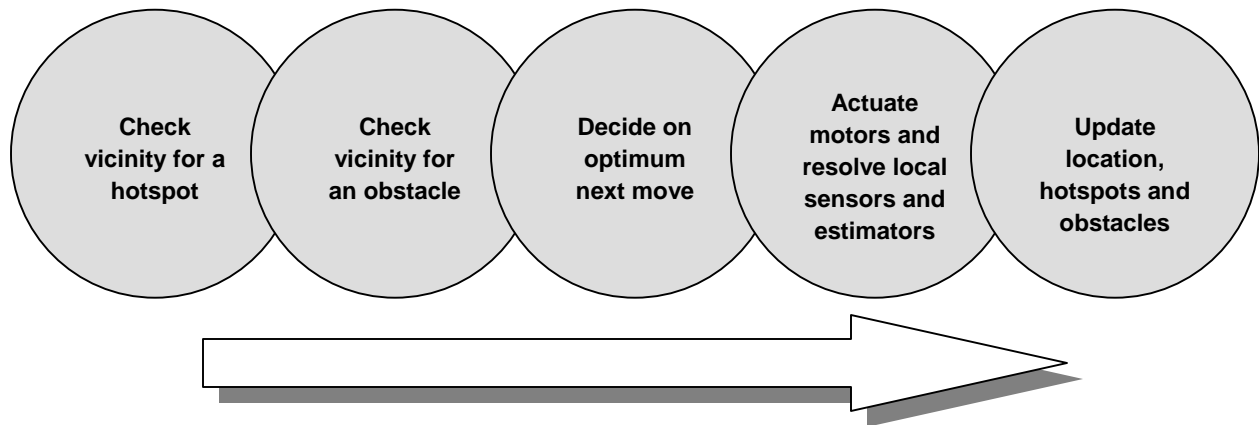 Check
vicinity for a
hotspot
Check
vicinity for
an obstacle
Decide on
optimum
next move
Actuate
motors and
resolve local
sensors and
estimators
Update
location,
hotspots and
obstacles